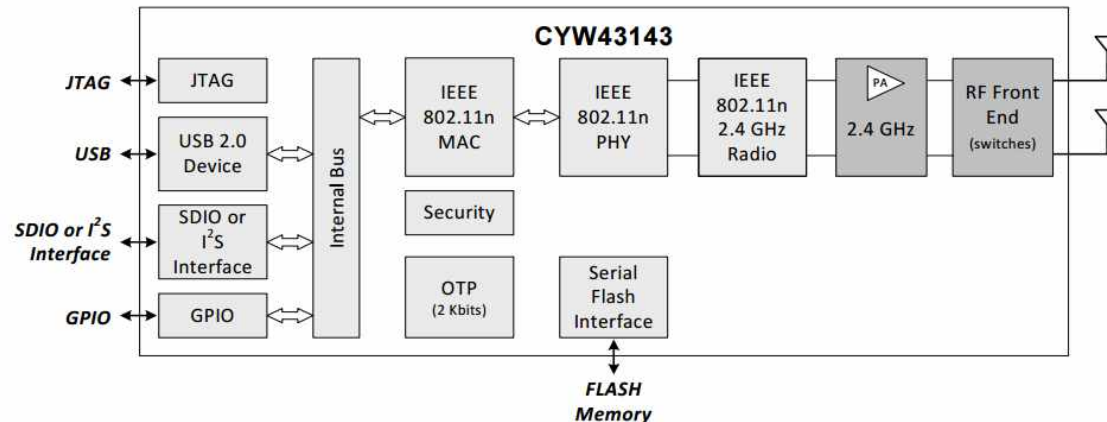 CYW43143
JTAG
USB
SDIO or I²S
Interface
GPIO
JTAG
USB 2.0
Device
SDIO or
I²S
Interface
GPIO
Internal Bus
IEEE
802.11n
MAC
Security
OTP
(2 Kbits)
IEEE
802.11n
PHY
Serial
Flash
Interface
IEEE
802.11n
2.4 GHz
Radio
PA
2.4 GHz
RF Front
End
(switches)
FLASH
Memory